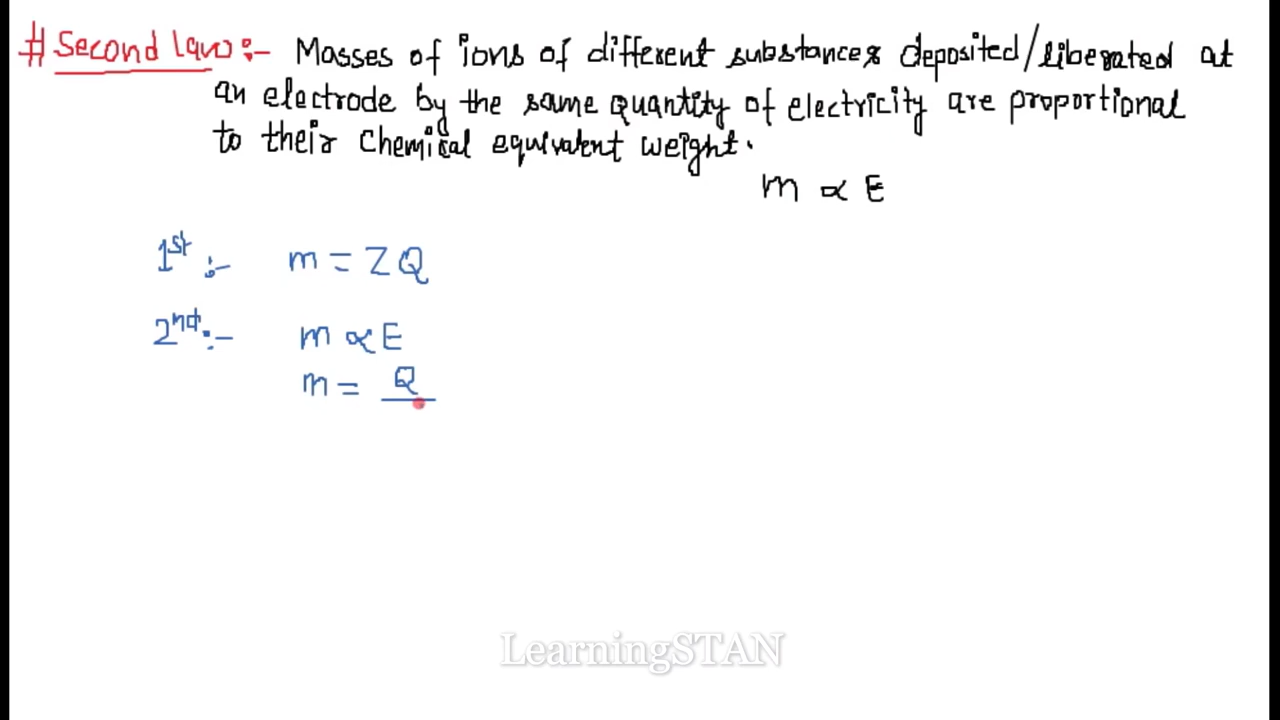 # Second law :- Masses of ions of different substances deposited/liberated at
an electrode by the same quantity of electricity are proportional
to their chemical equivalent weight.
m ∝ E
1st :- m = ZQ
2nd :- m ∝ E
m = Q
LearningSTAN